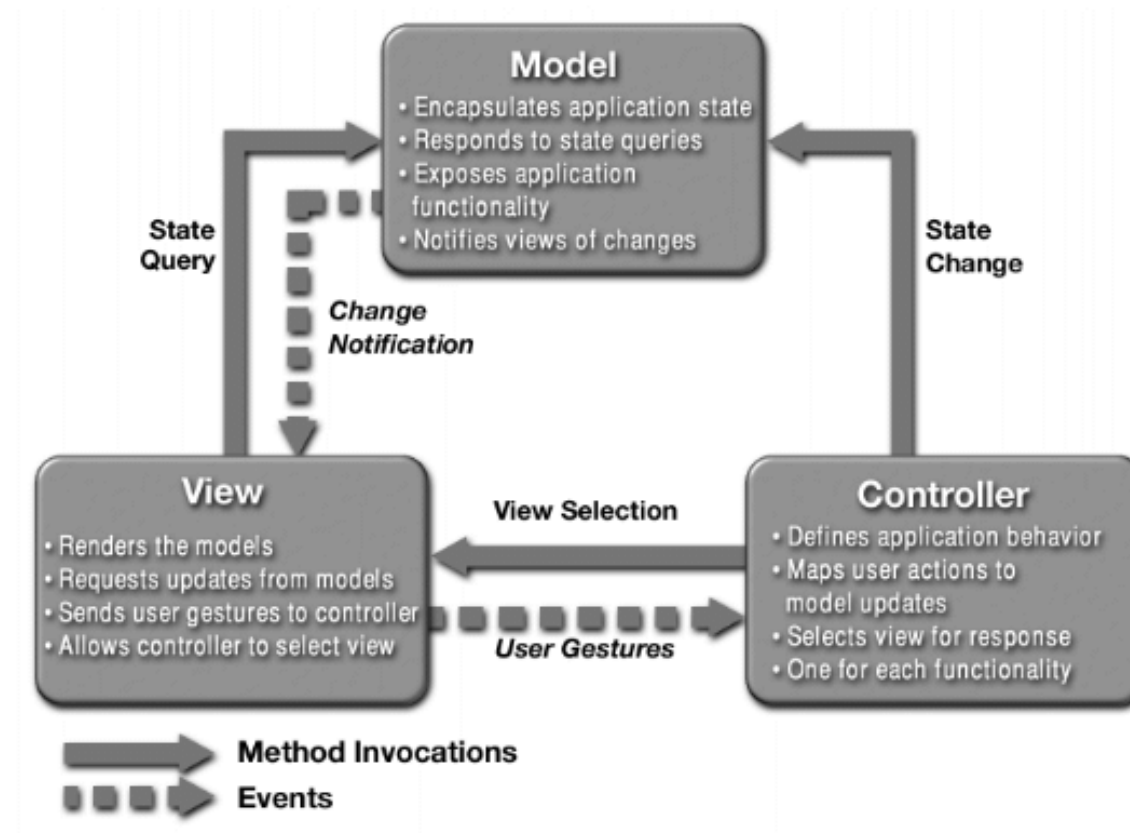 Model
• Encapsulates application state
• Responds to state queries
• Exposes application
functionality
• Notifies views of changes
State
Query
State
Change
Change
Notification
View
• Renders the models
• Requests updates from models
• Sends user gestures to controller
• Allows controller to select view
View Selection
User Gestures
Controller
• Defines application behavior
• Maps user actions to
model updates
• Selects view for response
• One for each functionality
Method Invocations
Events